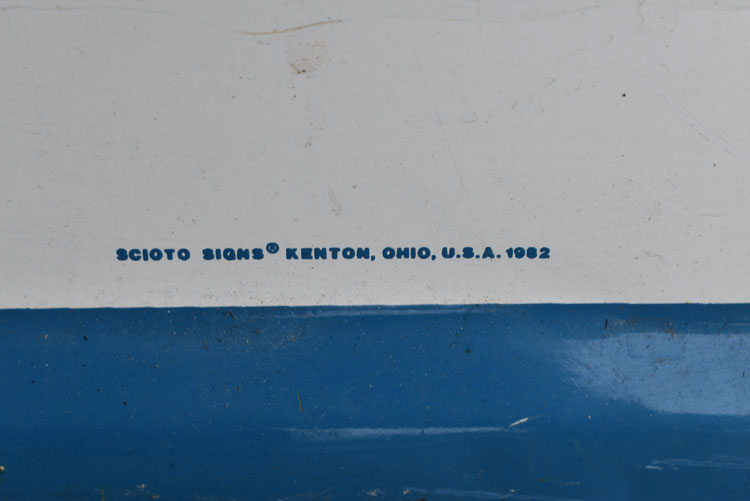 SCIOTO SIGNS® KENTON, OHIO, U.S.A. 1982